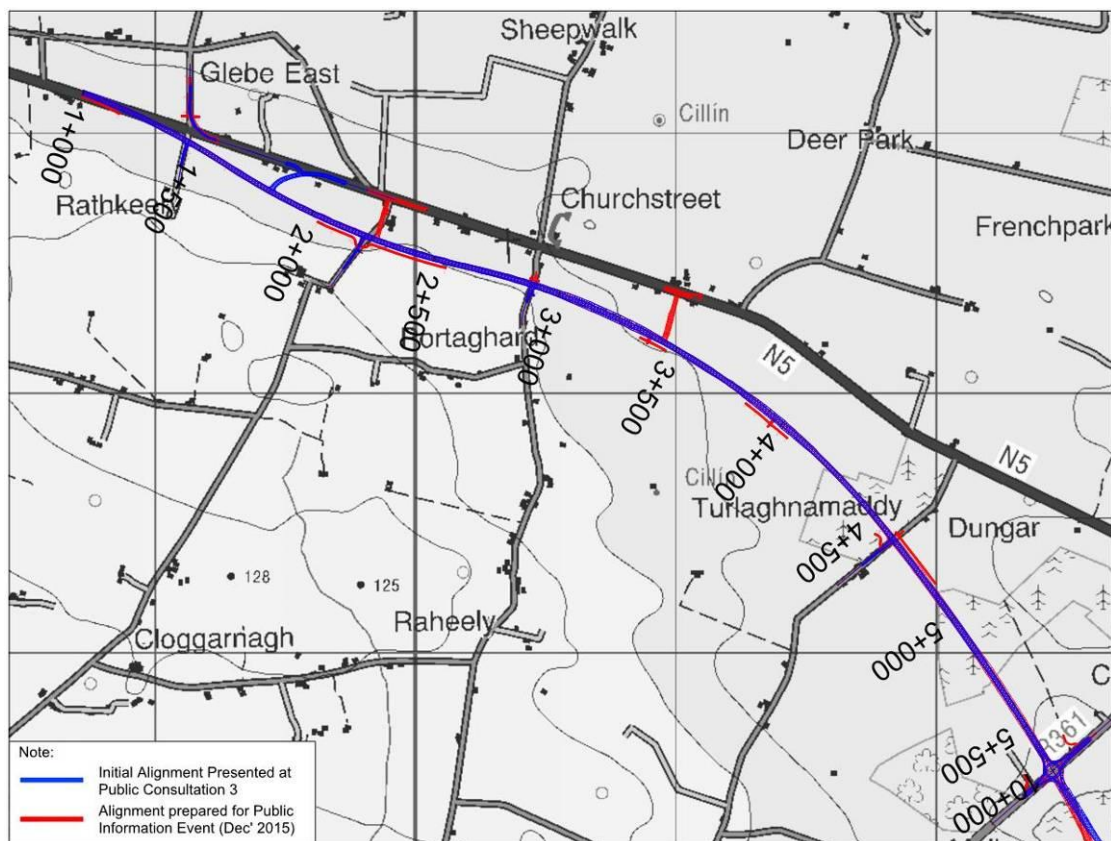 Sheepwalk
Glebe East
Cillín
Deer Park
1+000
1+500
Churchstreet
Frenchpark
2+000
2+500
3+000
3+500
N5
4+000
N5
Cillín
Turlaghnamaddy
4+500
Dungar
128
125
Raheely
Cloggarnagh
5+000
R361
5+500
10+000
Note:
Initial Alignment Presented at
Public Consultation 3
Alignment prepared for Public
Information Event (Dec' 2015)